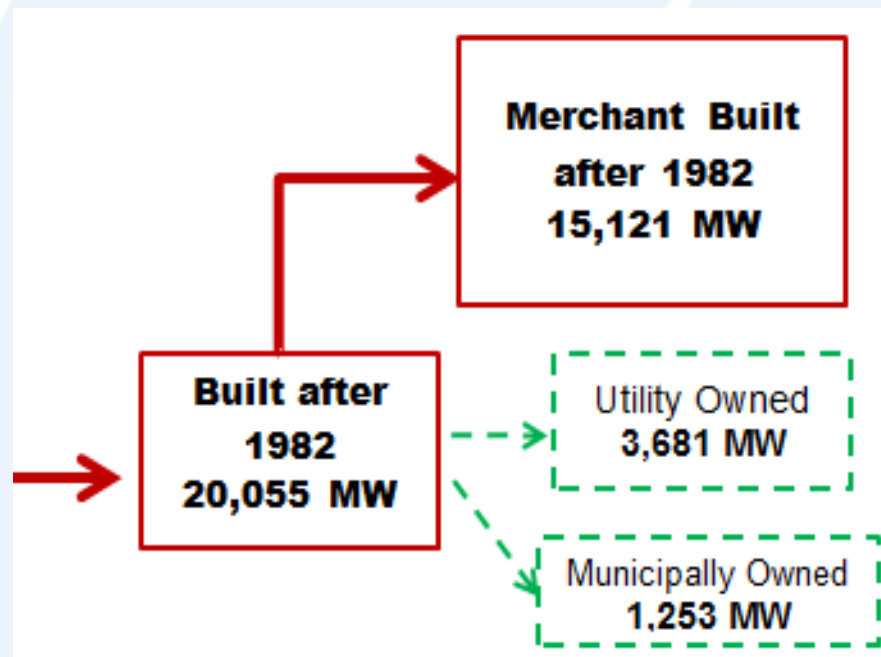 Merchant Built
after 1982
15,121 MW
Built after
1982
20,055 MW
Utility Owned
3,681 MW
Municipally Owned
1,253 MW